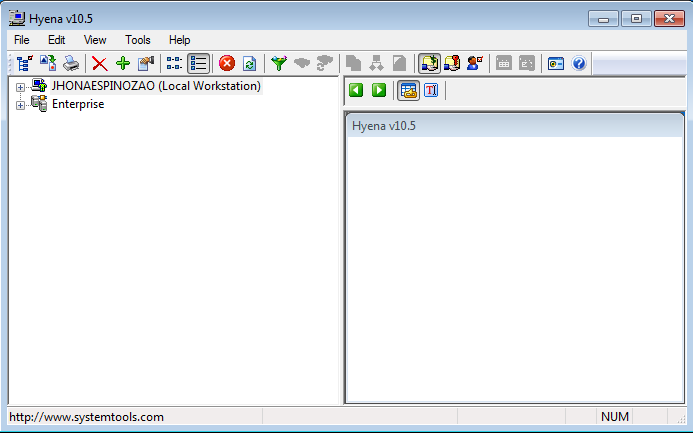 Hyena v10.5
File Edit View Tools Help
JHONAESPINOZAO (Local Workstation)
Enterprise
Hyena v10.5
http://www.systemtools.com
NUM